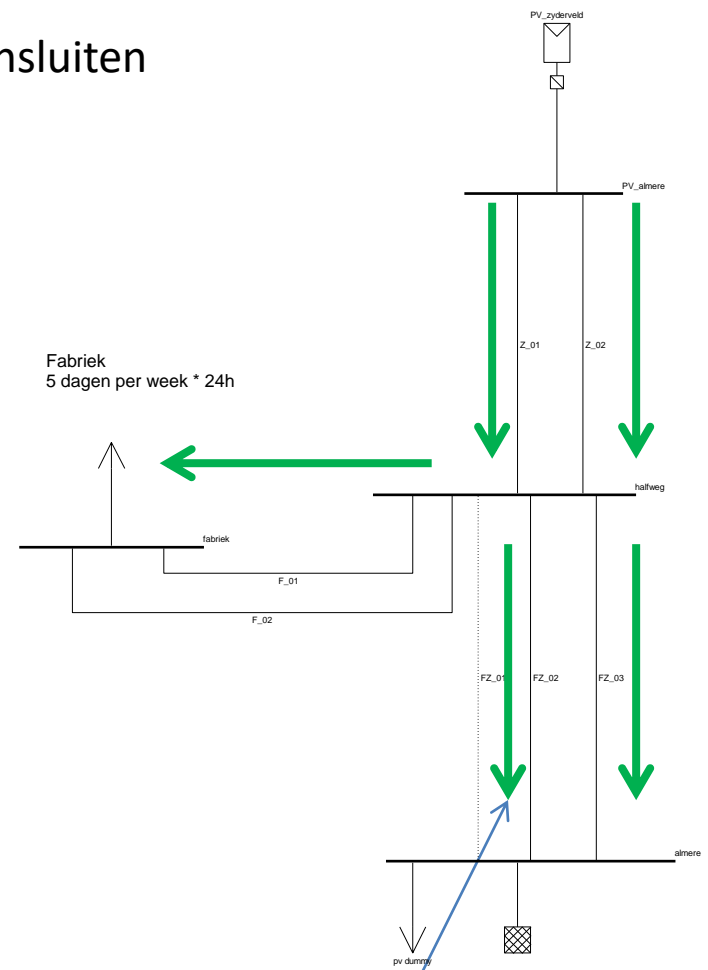 nsluiten
PV_zyderveld
PV_almere
Z_01
Z_02
Fabriek
5 dagen per week * 24h
halfweg
fabriek
F_01
F_02
FZ_01
FZ_02
FZ_03
almere
pv dummy